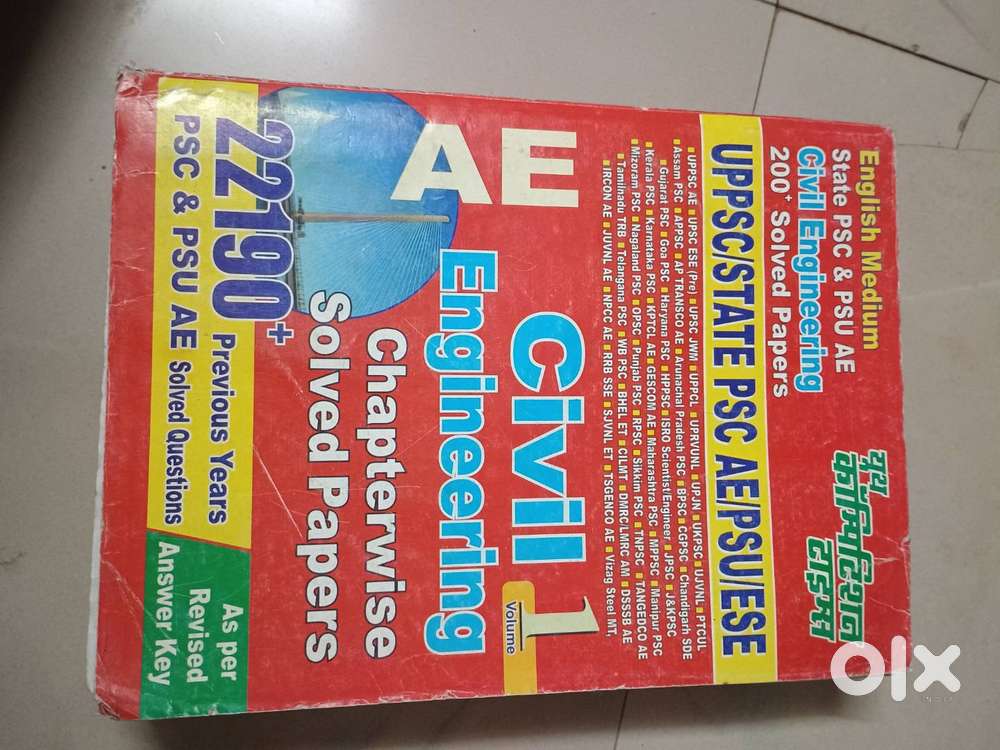 English Medium
State PSC & PSU AE
Civil Engineering
200+ Solved Papers
यूथ
कॉम्पिटिशन
टाइम्स
UPPSC/STATE PSC AE/PSU/ESE
■ UPPSC AE ■ UPSC ESE (Pre) ■ UPSC JWM ■ UPPCL ■ UPRVUNL ■ UPJN ■ UKPSC ■ UJVNL ■ PTCUL
■ Assam PSC ■ APPSC ■ AP TRANSCO AE ■ Arunachal Pradesh PSC ■ BPSC ■ CGPSC ■ Chandigarh SDE
■ Gujarat PSC ■ Goa PSC ■ Haryana PSC ■ HPPSC ■ ISRO Scientist/Engineer ■ JPSC ■ J&KPSC
■ Kerala PSC ■ Karnataka PSC ■ KPTCL AE ■ GESCOM AE ■ Maharashtra PSC ■ MPPSC ■ Manipur PSC
■ Mizoram PSC ■ Nagaland PSC ■ OPSC ■ Punjab PSC ■ RPSC ■ Sikkim PSC ■ TNPSC ■ TANGEDCO AE
■ Tamilnadu TRB ■ Telangana PSC ■ WB PSC ■ BHEL ET ■ CILMT ■ DMRC/LMRC AM ■ DSSSB AE
■ IRCON AE ■ JUVNL AE ■ NPCC AE ■ RRB SSE ■ SJVNL ET ■ TSGENCO AE ■ Vizag Steel MT,
AE Civil
Engineering
1
Volume
Chapterwise
Solved Papers
22190+ Previous Years
PSC & PSU AE Solved Questions
As per
Revised
Answer Key
olx